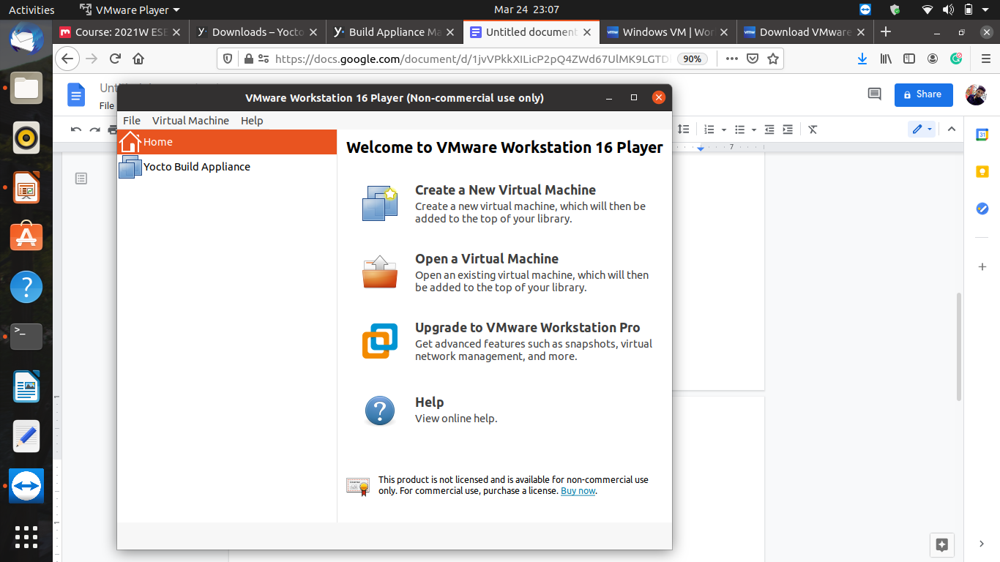 Activities
VMware Player
Mar 24 23:07
Course: 2021W ESE
Downloads – Yocto
Build Appliance Ma
Untitled document
Windows VM | Wor
Download VMware
https://docs.google.com/document/d/1jvVPkkXILicP2pQ4ZWd67UlMK9LGTD
90%
Unt
File
Share
VMware Workstation 16 Player (Non-commercial use only)
File Virtual Machine Help
Home
Yocto Build Appliance
Welcome to VMware Workstation 16 Player
Create a New Virtual Machine
Create a new virtual machine, which will then be
added to the top of your library.
Open a Virtual Machine
Open an existing virtual machine, which will then
be added to the top of your library.
Upgrade to VMware Workstation Pro
Get advanced features such as snapshots, virtual
network management, and more.
Help
View online help.
This product is not licensed and is available for non-commercial use
only. For commercial use, purchase a license. Buy now.
7
31